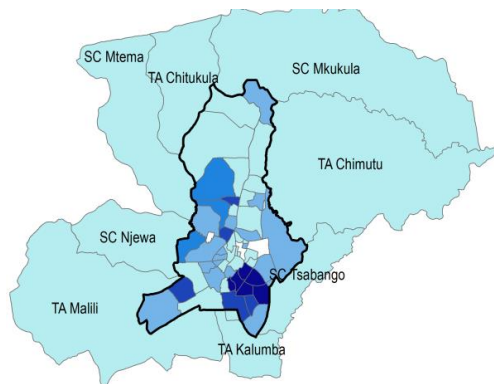 SC Mtema
TA Chitukula
SC Mkukula
TA Chimutu
SC Njewa
SC Tsabango
TA Malili
TA Kalumba